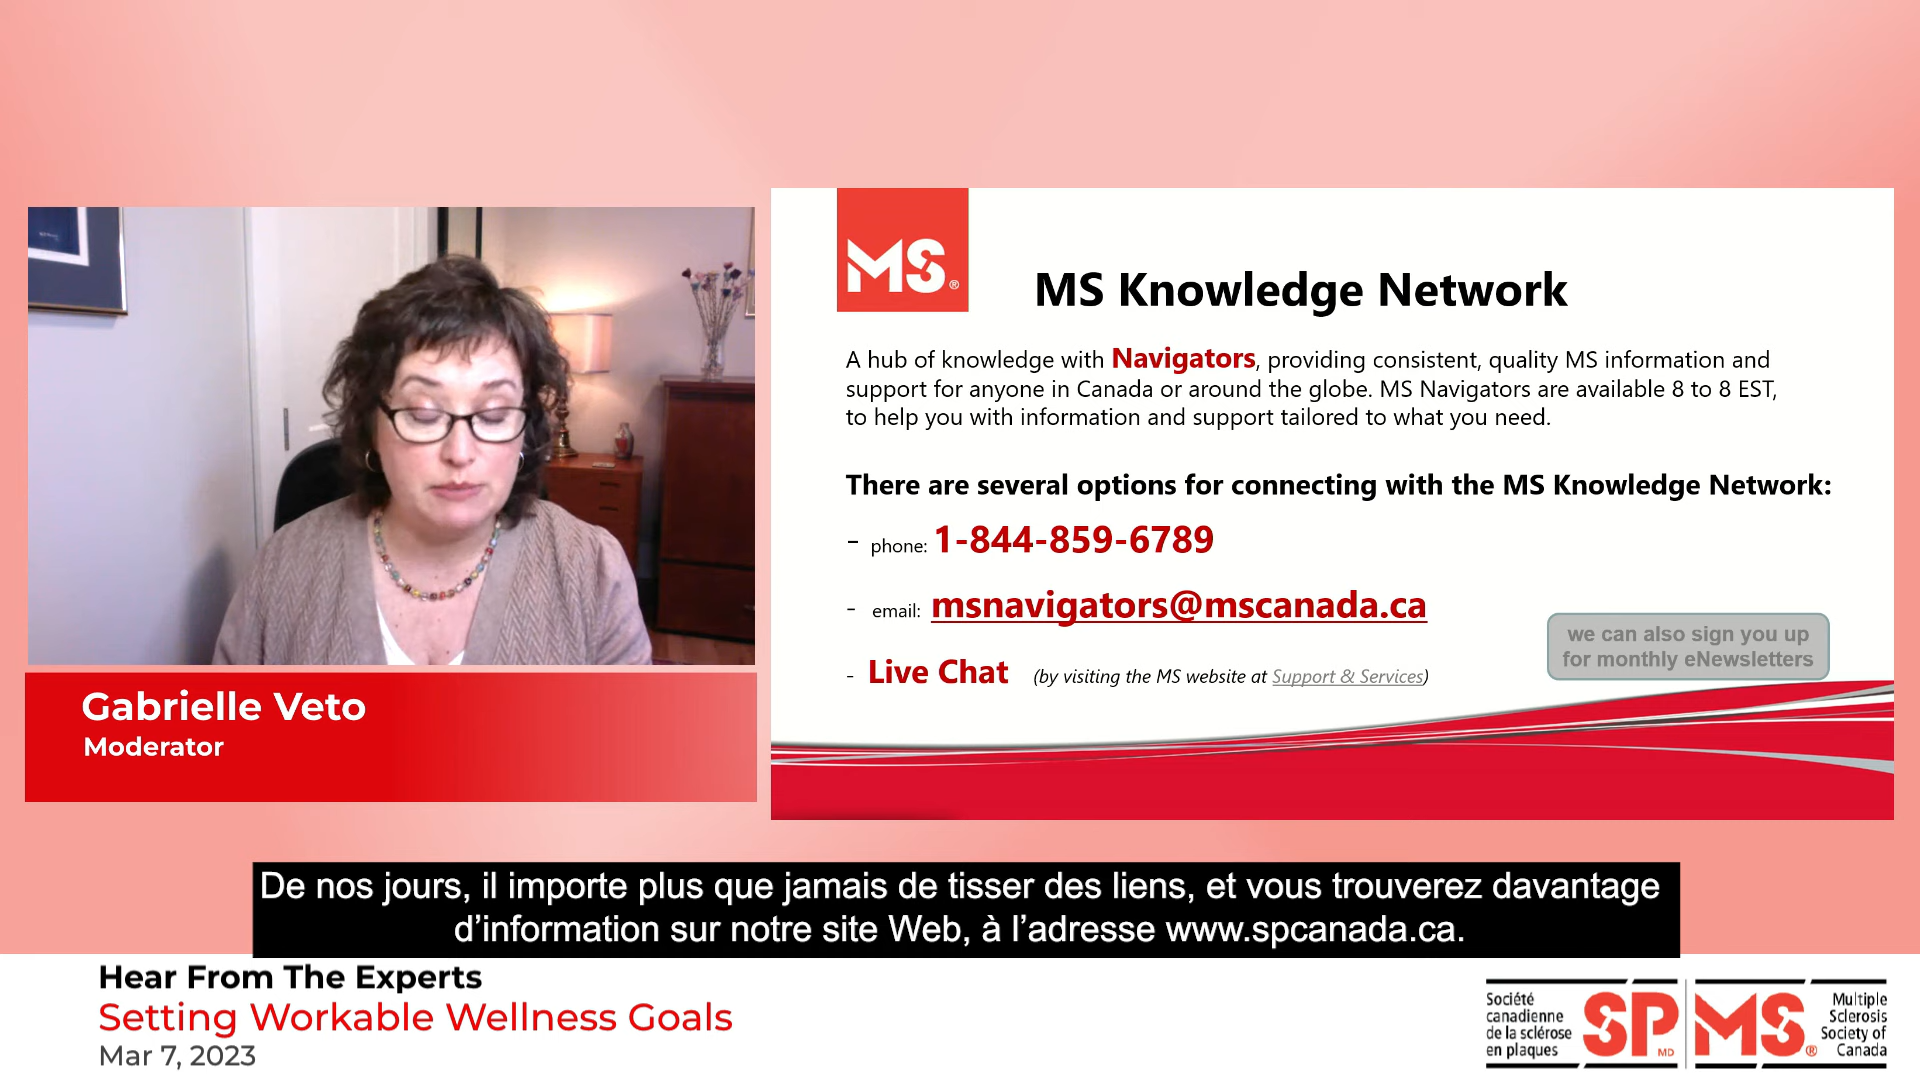 MS®
MS Knowledge Network
A hub of knowledge with Navigators, providing consistent, quality MS information and
support for anyone in Canada or around the globe. MS Navigators are available 8 to 8 EST,
to help you with information and support tailored to what you need.
There are several options for connecting with the MS Knowledge Network:
- phone: 1-844-859-6789
- email: msnavigators@mscanada.ca
- Live Chat (by visiting the MS website at Support & Services)
we can also sign you up
for monthly eNewsletters
Gabrielle Veto
Moderator
De nos jours, il importe plus que jamais de tisser des liens, et vous trouverez davantage
d’information sur notre site Web, à l’adresse www.spcanada.ca.
Hear From The Experts
Setting Workable Wellness Goals
Mar 7, 2023
Société
canadienne
de la sclérose
en plaques
SP MD
MS®
Multiple
Sclerosis
Society of
Canada